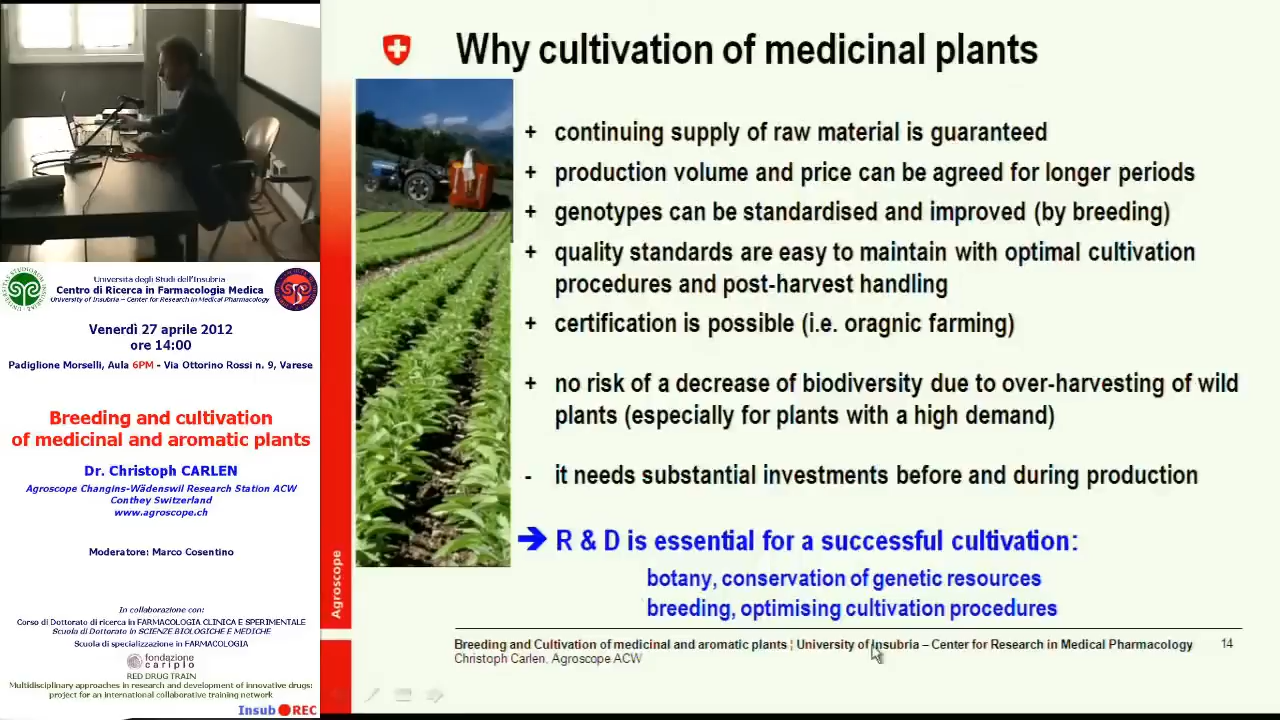 Università degli Studi dell'Insubria
Centro di Ricerca in Farmacologia Medica
University of Insubria – Center for Research in Medical Pharmacology
Venerdì 27 aprile 2012
ore 14:00
Padiglione Morselli, Aula 6PM - Via Ottorino Rossi n. 9, Varese
Breeding and cultivation
of medicinal and aromatic plants
Dr. Christoph CARLEN
Agroscope Changins-Wädenswil Research Station ACW
Conthey Switzerland
www.agroscope.ch
Moderatore: Marco Cosentino
In collaborazione con:
Corso di Dottorato di ricerca in FARMACOLOGIA CLINICA E SPERIMENTALE
Scuola di Dottorato in SCIENZE BIOLOGICHE E MEDICHE
Scuola di specializzazione in FARMACOLOGIA
fondazione
cariplo
RED DRUG TRAIN
Multidisciplinary approaches in research and development of innovative drugs:
project for an international collaborative training network
Insub REC
Agroscope
Why cultivation of medicinal plants
+ continuing supply of raw material is guaranteed
+ production volume and price can be agreed for longer periods
+ genotypes can be standardised and improved (by breeding)
+ quality standards are easy to maintain with optimal cultivation
procedures and post-harvest handling
+ certification is possible (i.e. oragnic farming)
+ no risk of a decrease of biodiversity due to over-harvesting of wild
plants (especially for plants with a high demand)
- it needs substantial investments before and during production
➔ R & D is essential for a successful cultivation:
botany, conservation of genetic resources
breeding, optimising cultivation procedures
Breeding and Cultivation of medicinal and aromatic plants ¦ University of Insubria – Center for Research in Medical Pharmacology 14
Christoph Carlen, Agroscope ACW